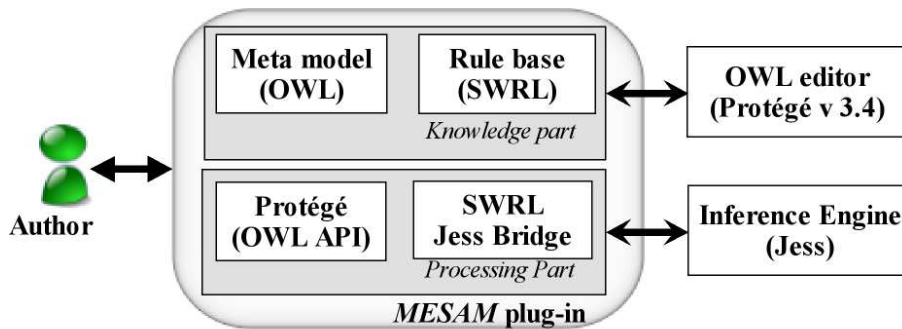 Meta model
(OWL)
Rule base
(SWRL)
Knowledge part
OWL editor
(Protégé v 3.4)
Author
Protégé
(OWL API)
SWRL
Jess Bridge
Processing Part
Inference Engine
(Jess)
MESAM plug-in